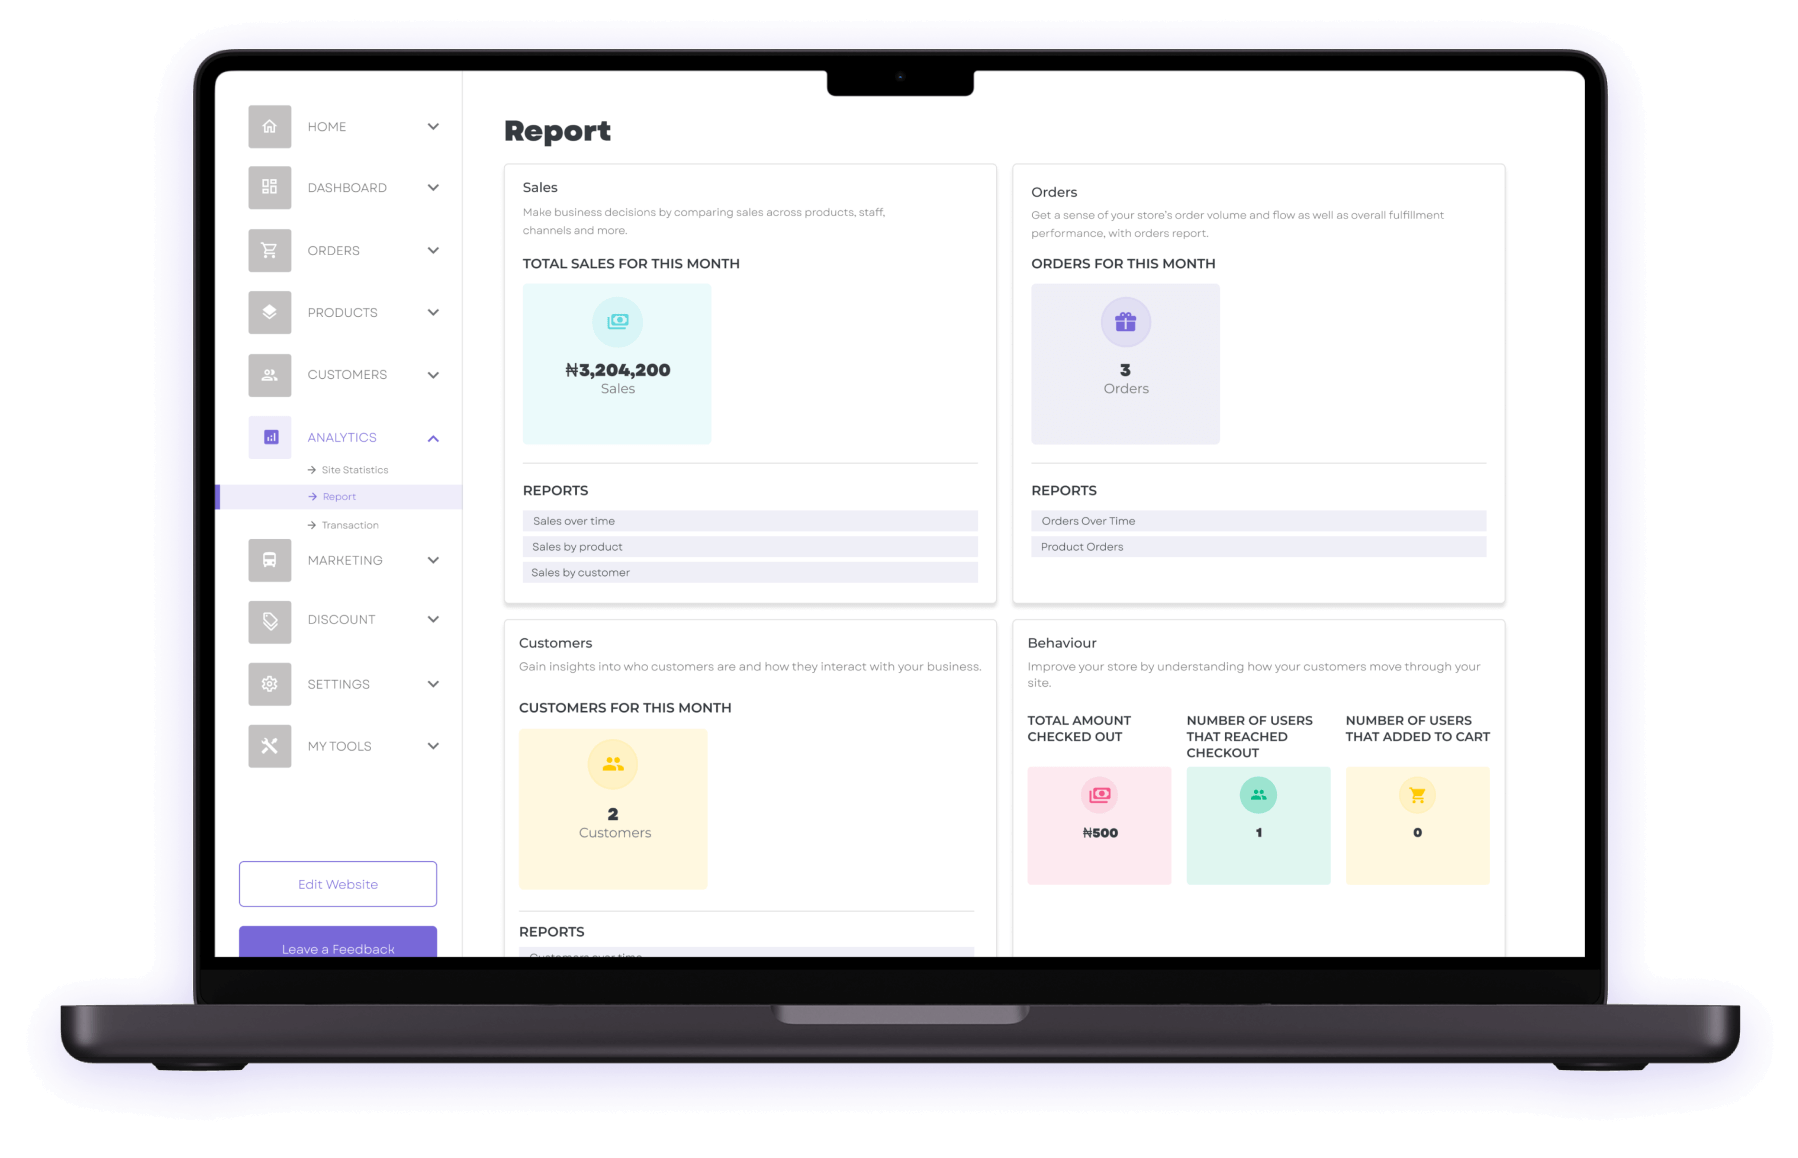 HOME
DASHBOARD
ORDERS
PRODUCTS
CUSTOMERS
ANALYTICS
Site Statistics
Report
Transaction
MARKETING
DISCOUNT
SETTINGS
MY TOOLS
Edit Website
Leave a Feedback
Report
Sales
Make business decisions by comparing sales across products, staff,
channels and more.
TOTAL SALES FOR THIS MONTH
₦3,204,200
Sales
REPORTS
Sales over time
Sales by product
Sales by customer
Orders
Get a sense of your store's order volume and flow as well as overall fulfillment
performance, with orders report.
ORDERS FOR THIS MONTH
3
Orders
REPORTS
Orders Over Time
Product Orders
Customers
Gain insights into who customers are and how they interact with your business.
CUSTOMERS FOR THIS MONTH
2
Customers
REPORTS
Customers over time
Behaviour
Improve your store by understanding how your customers move through your
site.
TOTAL AMOUNT
CHECKED OUT
₦500
NUMBER OF USERS
THAT REACHED
CHECKOUT
1
NUMBER OF USERS
THAT ADDED TO CART
0